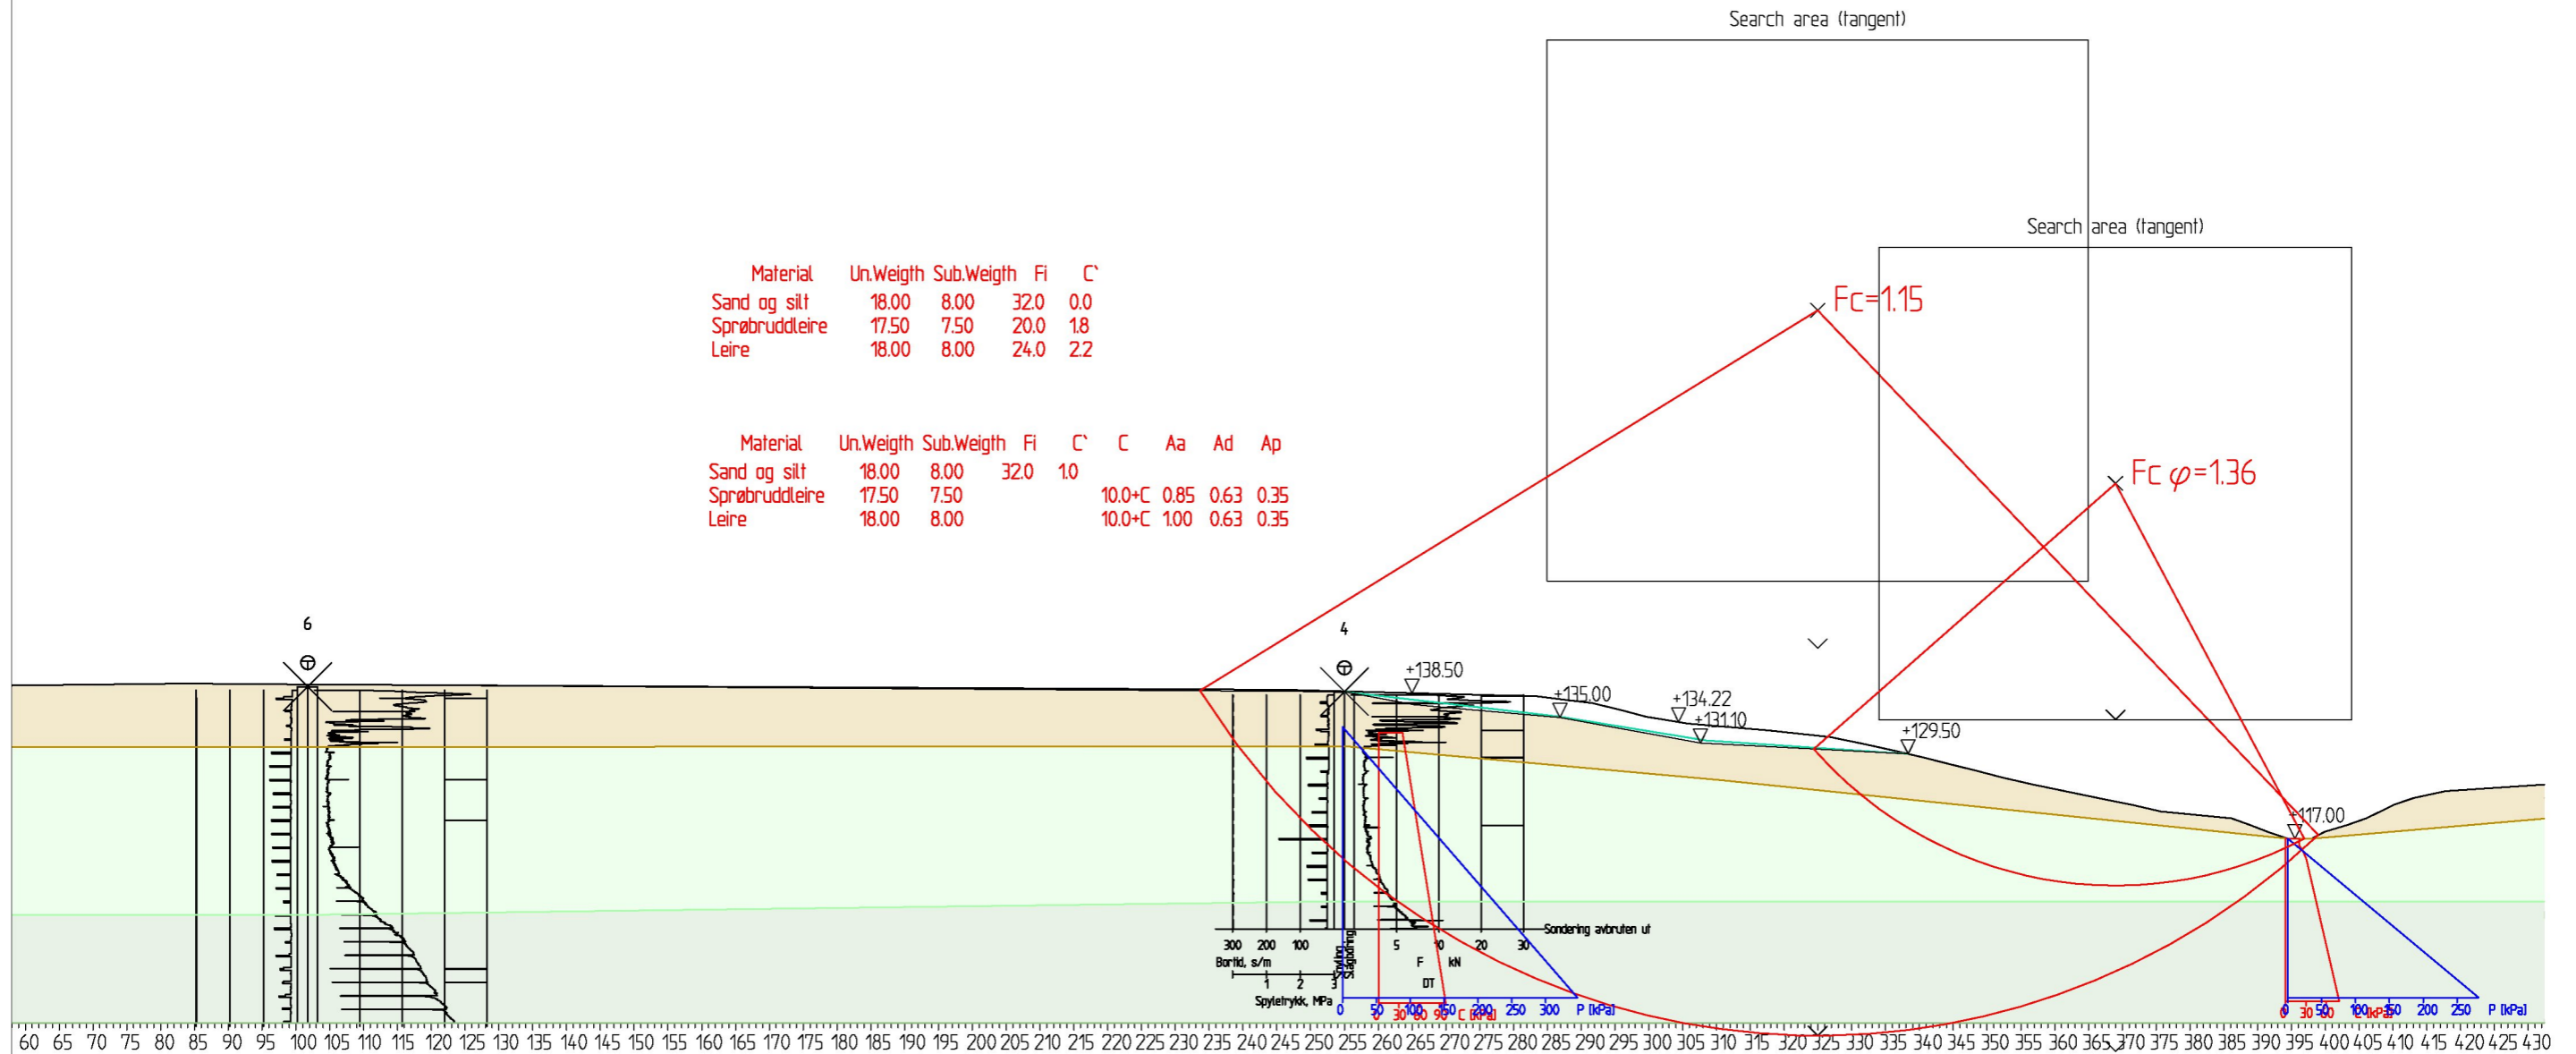 Search area (tangent)
Search area (tangent)
Material Un.Weigth Sub.Weigth Fi C`
Sand og silt 18.00 8.00 32.0 0.0
Sprøbruddleire 17.50 7.50 20.0 1.8
Leire 18.00 8.00 24.0 2.2
Fc=1.15
Material Un.Weigth Sub.Weigth Fi C` C Aa Ad Ap
Sand og silt 18.00 8.00 32.0 1.0
Sprøbruddleire 17.50 7.50 10.0+C 0.85 0.63 0.35
Leire 18.00 8.00 10.0+C 1.00 0.63 0.35
Fc φ=1.36
6
4
+138.50
+135.00
+134.22
+131.10
+129.50
+117.00
Sondering avbruten ut
300 200 100 5 10 20 30
Bortid, s/m
Spyling
Slagboring
F kN
1 2 3
DT
Spyletrykk, MPa
0 50 100 150 200 250 300 P [kPa]
0 30 60 90 C [kPa]
0 50 100 150 200 250 P [kPa]
0 30 60 C [kPa]
60 65 70 75 80 85 90 95 100 105 110 115 120 125 130 135 140 145 150 155 160 165 170 175 180 185 190 195 200 205 210 215 220 225 230 235 240 245 250 255 260 265 270 275 280 285 290 295 300 305 310 315 320 325 330 335 340 345 350 355 360 365 370 375 380 385 390 395 400 405 410 415 420 425 430